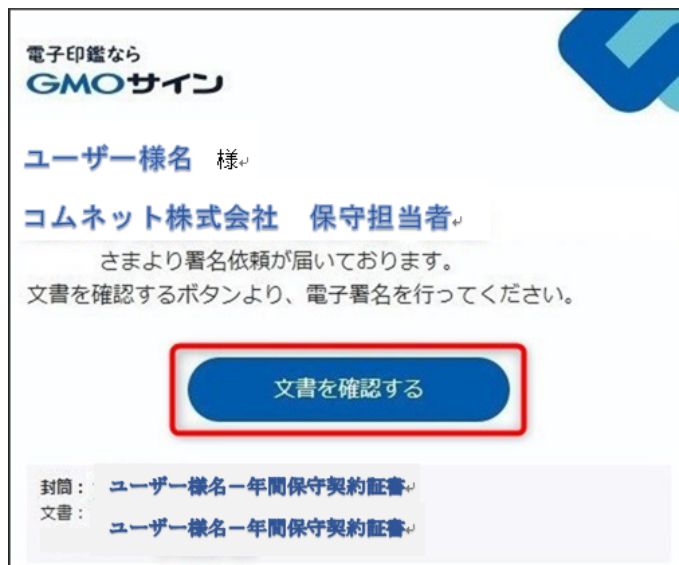 電子印鑑なら
GMOサイン
ユーザー様名 様
コムネット株式会社 保守担当者
さまより署名依頼が届いております。
文書を確認するボタンより、電子署名を行ってください。
文書を確認する
封筒： ユーザー様名－年間保守契約証書
文書：
ユーザー様名－年間保守契約証書